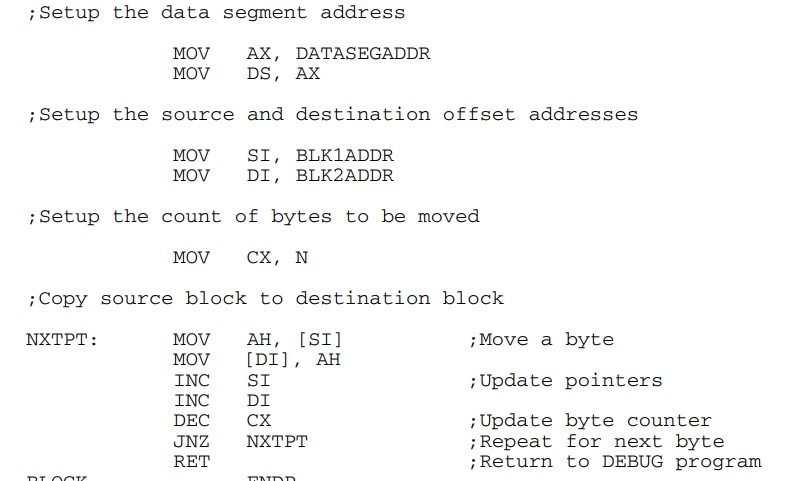 ;Setup the data segment address
MOV AX, DATASEGADDR
MOV DS, AX
;Setup the source and destination offset addresses
MOV SI, BLK1ADDR
MOV DI, BLK2ADDR
;Setup the count of bytes to be moved
MOV CX, N
;Copy source block to destination block
NXTPT: MOV AH, [SI] ;Move a byte
MOV [DI], AH
INC SI ;Update pointers
INC DI
DEC CX ;Update byte counter
JNZ NXTPT ;Repeat for next byte
RET ;Return to DEBUG program